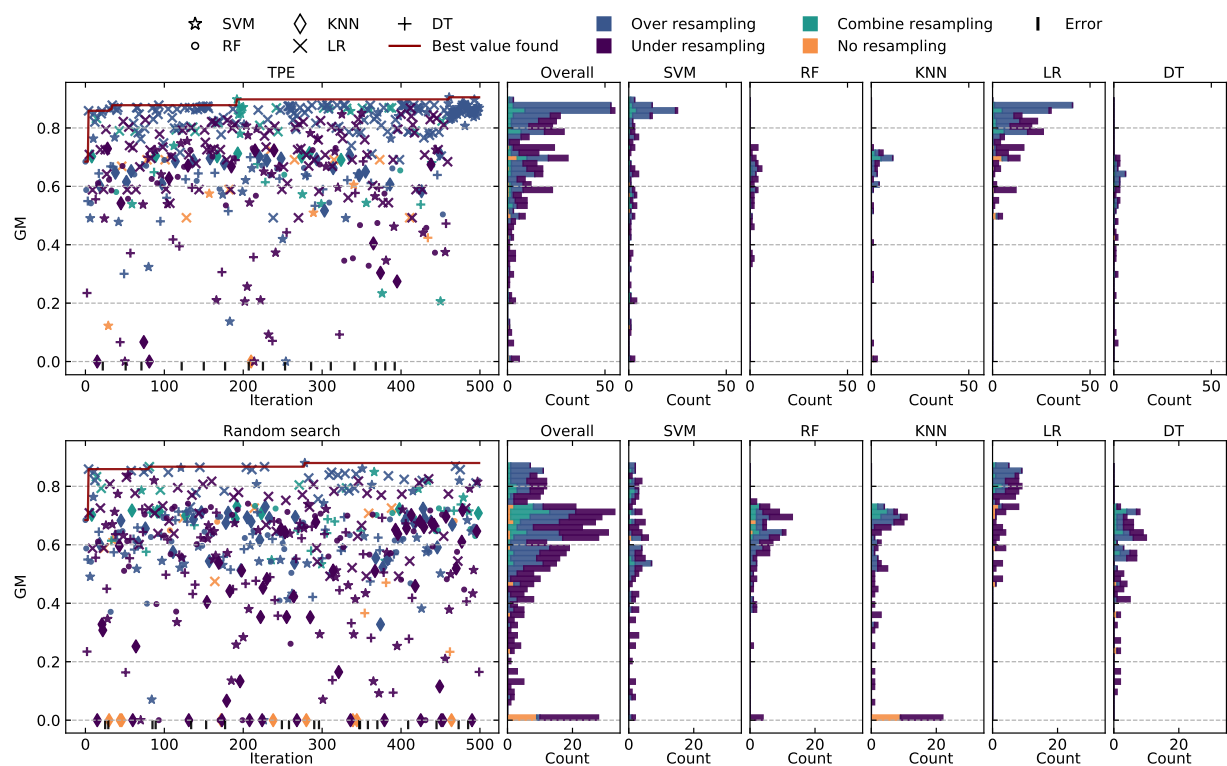 SVM KNN DT Over resampling Combine resampling Error
RF LR Best value found Under resampling No resampling
TPE Overall SVM RF KNN LR DT
0.8
0.6
0.4
0.2
0.0
GM
0 100 200 300 400 500 0 50 0 50 0 50 0 50 0 50 0 50
Iteration Count Count Count Count Count Count
Random search Overall SVM RF KNN LR DT
0.8
0.6
0.4
0.2
0.0
GM
0 100 200 300 400 500 0 20 0 20 0 20 0 20 0 20 0 20
Iteration Count Count Count Count Count Count